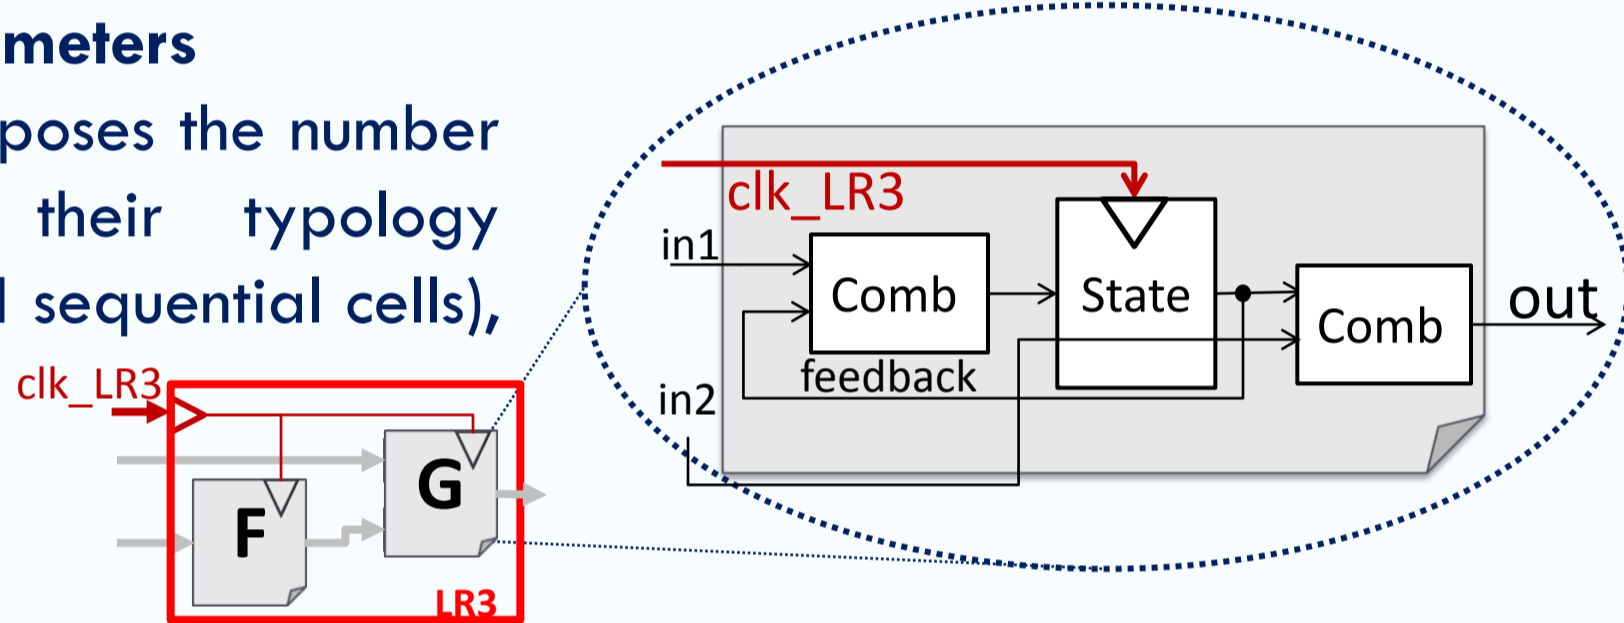 meters
poses the number
their typology
sequential cells),
clk_LR3
F
G
LR3
clk_LR3
in1
Comb
State
Comb
out
feedback
in2